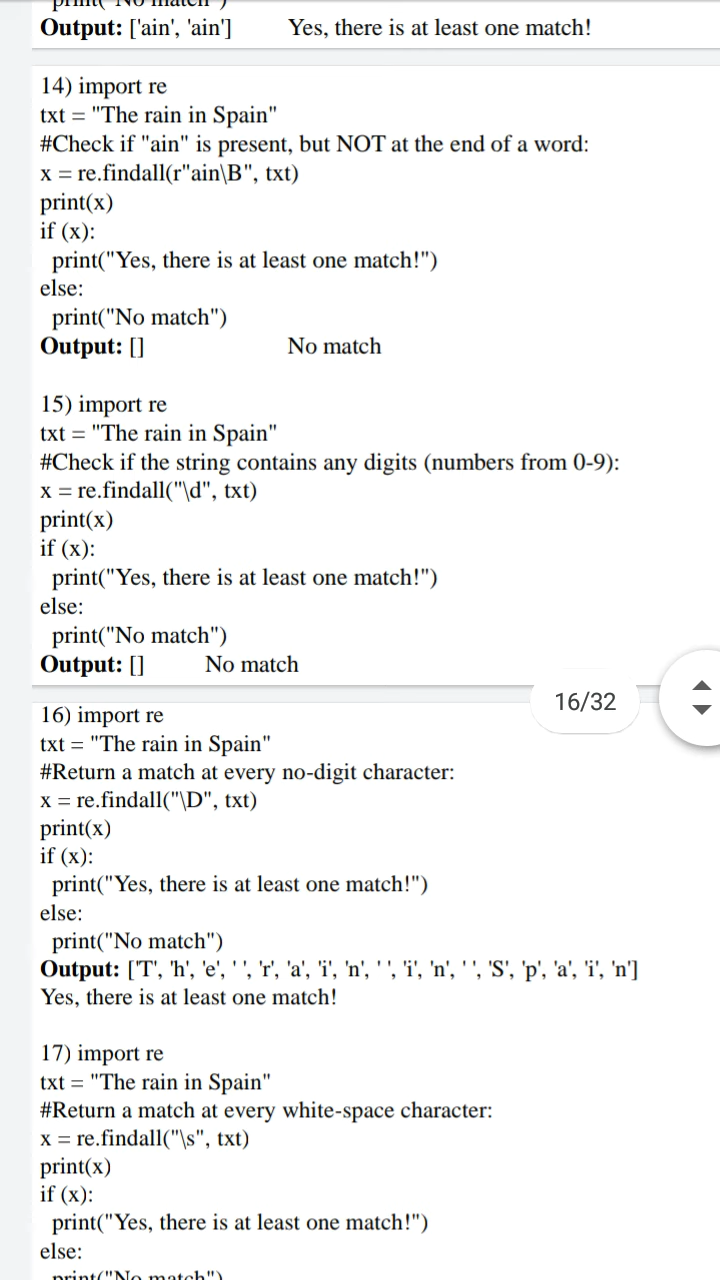 print("No match")
Output: ['ain', 'ain'] Yes, there is at least one match!
14) import re
txt = "The rain in Spain"
#Check if "ain" is present, but NOT at the end of a word:
x = re.findall(r"ain\B", txt)
print(x)
if (x):
  print("Yes, there is at least one match!")
else:
  print("No match")
Output: [] No match
15) import re
txt = "The rain in Spain"
#Check if the string contains any digits (numbers from 0-9):
x = re.findall("\d", txt)
print(x)
if (x):
  print("Yes, there is at least one match!")
else:
  print("No match")
Output: [] No match
16/32
16) import re
txt = "The rain in Spain"
#Return a match at every no-digit character:
x = re.findall("\D", txt)
print(x)
if (x):
  print("Yes, there is at least one match!")
else:
  print("No match")
Output: ['T', 'h', 'e', ' ', 'r', 'a', 'i', 'n', ' ', 'i', 'n', ' ', 'S', 'p', 'a', 'i', 'n']
Yes, there is at least one match!
17) import re
txt = "The rain in Spain"
#Return a match at every white-space character:
x = re.findall("\s", txt)
print(x)
if (x):
  print("Yes, there is at least one match!")
else:
  print("No match")